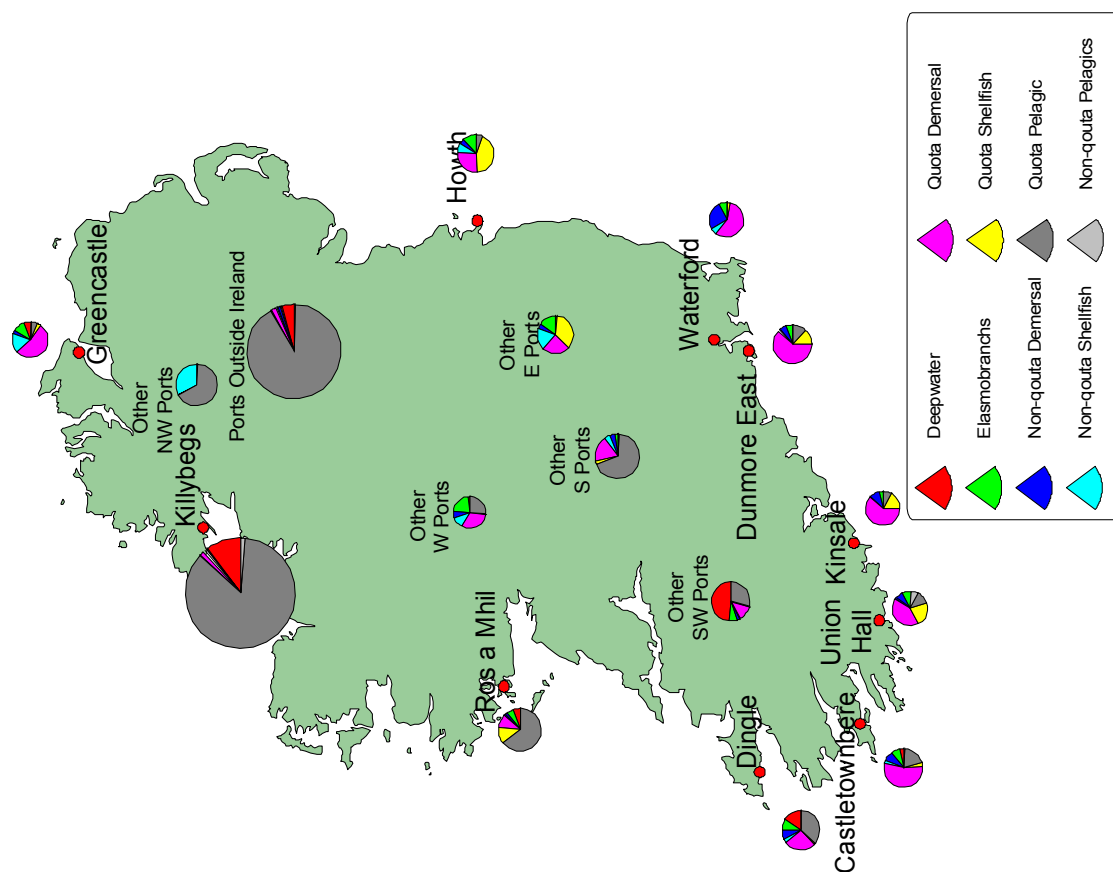 Greencastle
Other
NW Ports
Killybegs
Ports Outside Ireland
Howth
Other
W Ports
Other
E Ports
Other
S Ports
Ros a Mhil
Waterford
Dunmore East
Other
SW Ports
Dingle
Castletownbere
Union
Hall
Kinsale
Deepwater
Elasmobranchs
Non-qouta Demersal
Non-qouta Shellfish
Quota Demersal
Quota Shellfish
Quota Pelagic
Non-qouta Pelagics